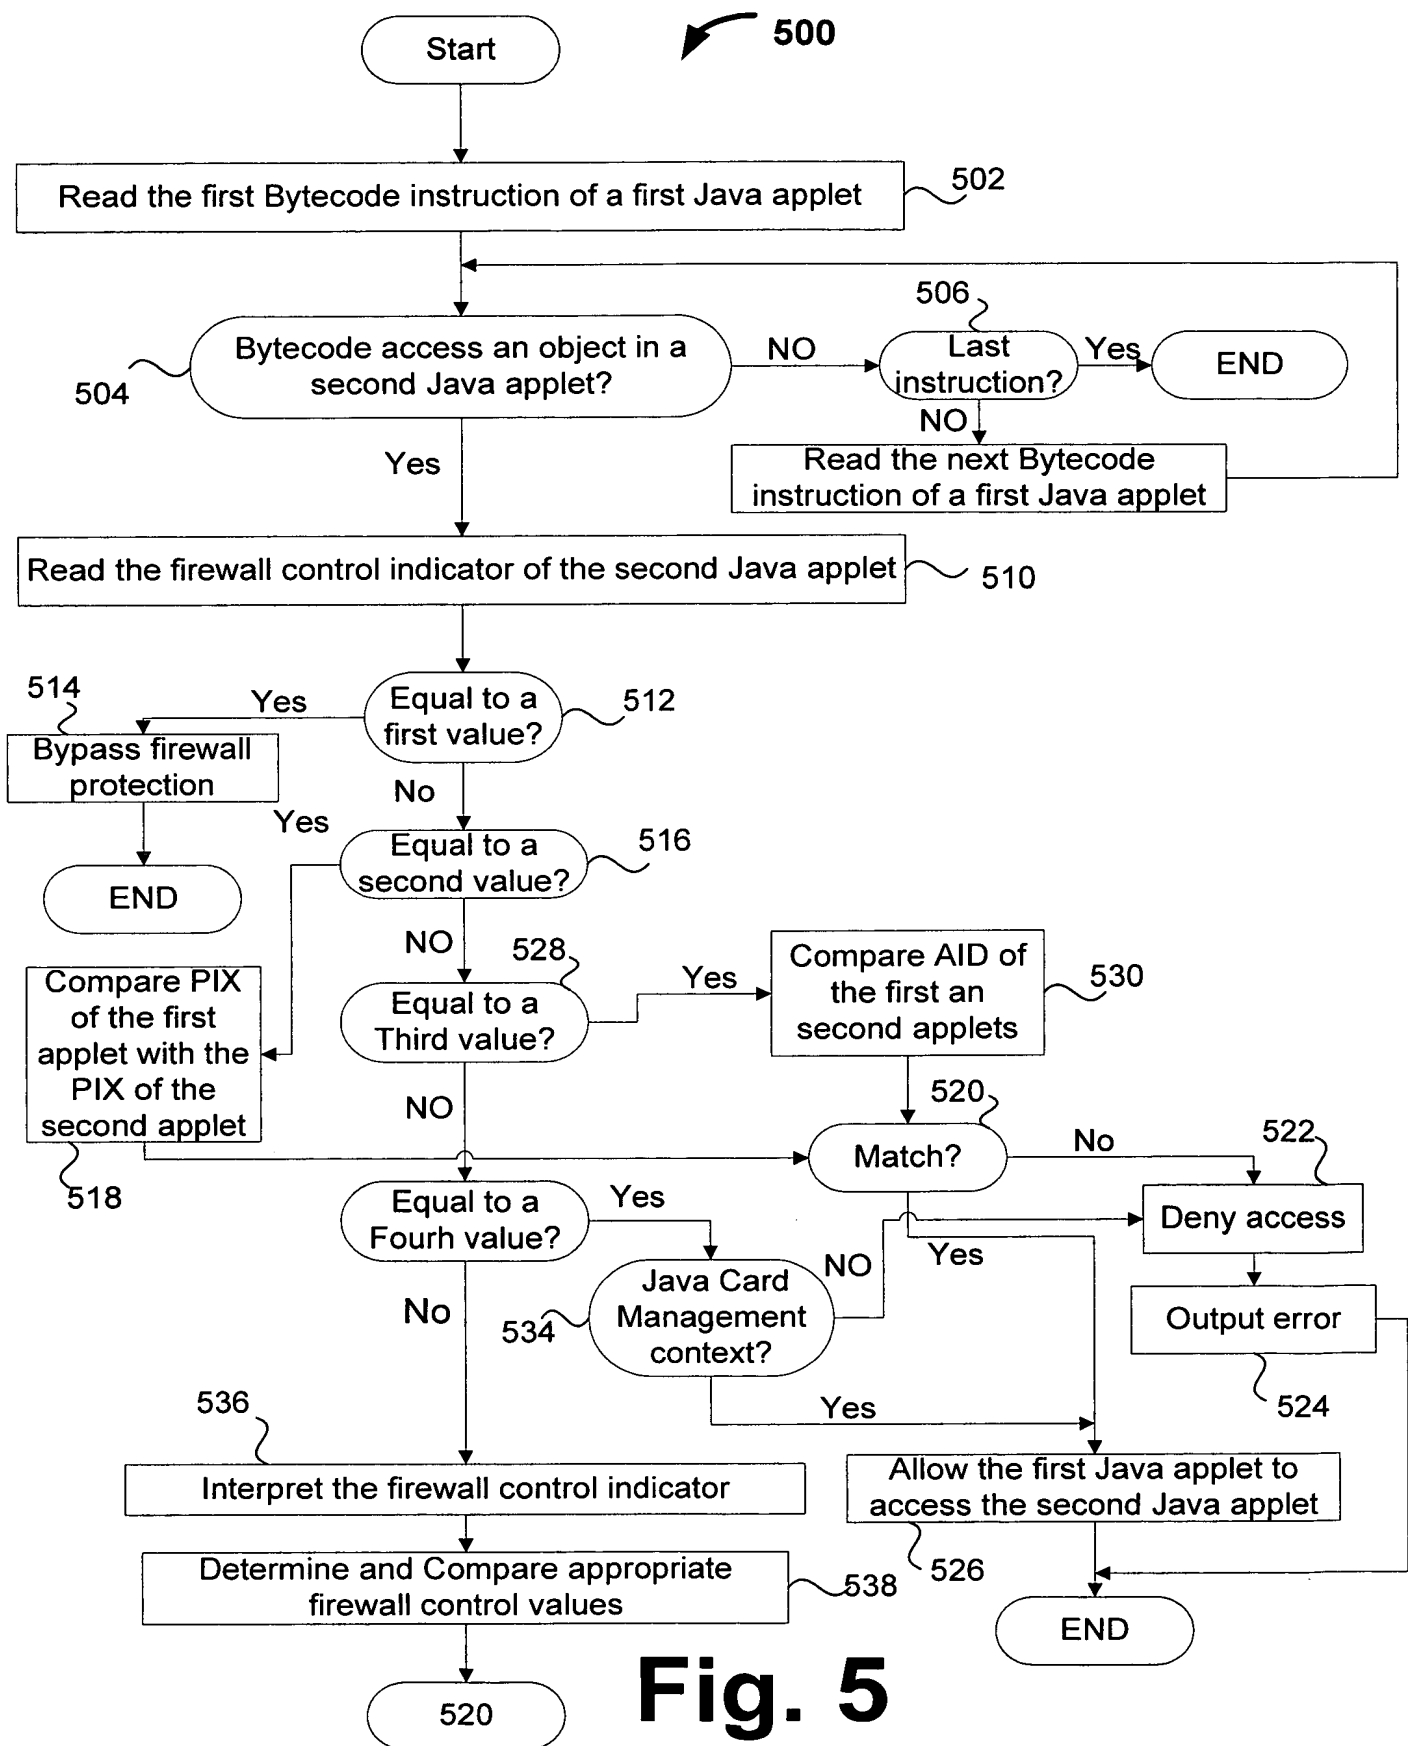 Start
500
Read the first Bytecode instruction of a first Java applet
502
506
Bytecode access an object in a
second Java applet?
504
NO
Last
instruction?
Yes
END
NO
Yes
Read the next Bytecode
instruction of a first Java applet
Read the firewall control indicator of the second Java applet
510
514
Yes
Equal to a
first value?
512
Bypass firewall
protection
No
Yes
END
Equal to a
second value?
516
NO
528
Compare PIX
of the first
applet with the
PIX of the
second applet
518
Equal to a
Third value?
Yes
Compare AID of
the first an
second applets
530
NO
520
Match?
No
522
Deny access
Equal to a
Fourh value?
Yes
Yes
NO
Java Card
Management
context?
534
Output error
524
No
Yes
536
Interpret the firewall control indicator
Allow the first Java applet to
access the second Java applet
526
Determine and Compare appropriate
firewall control values
538
END
520
Fig. 5